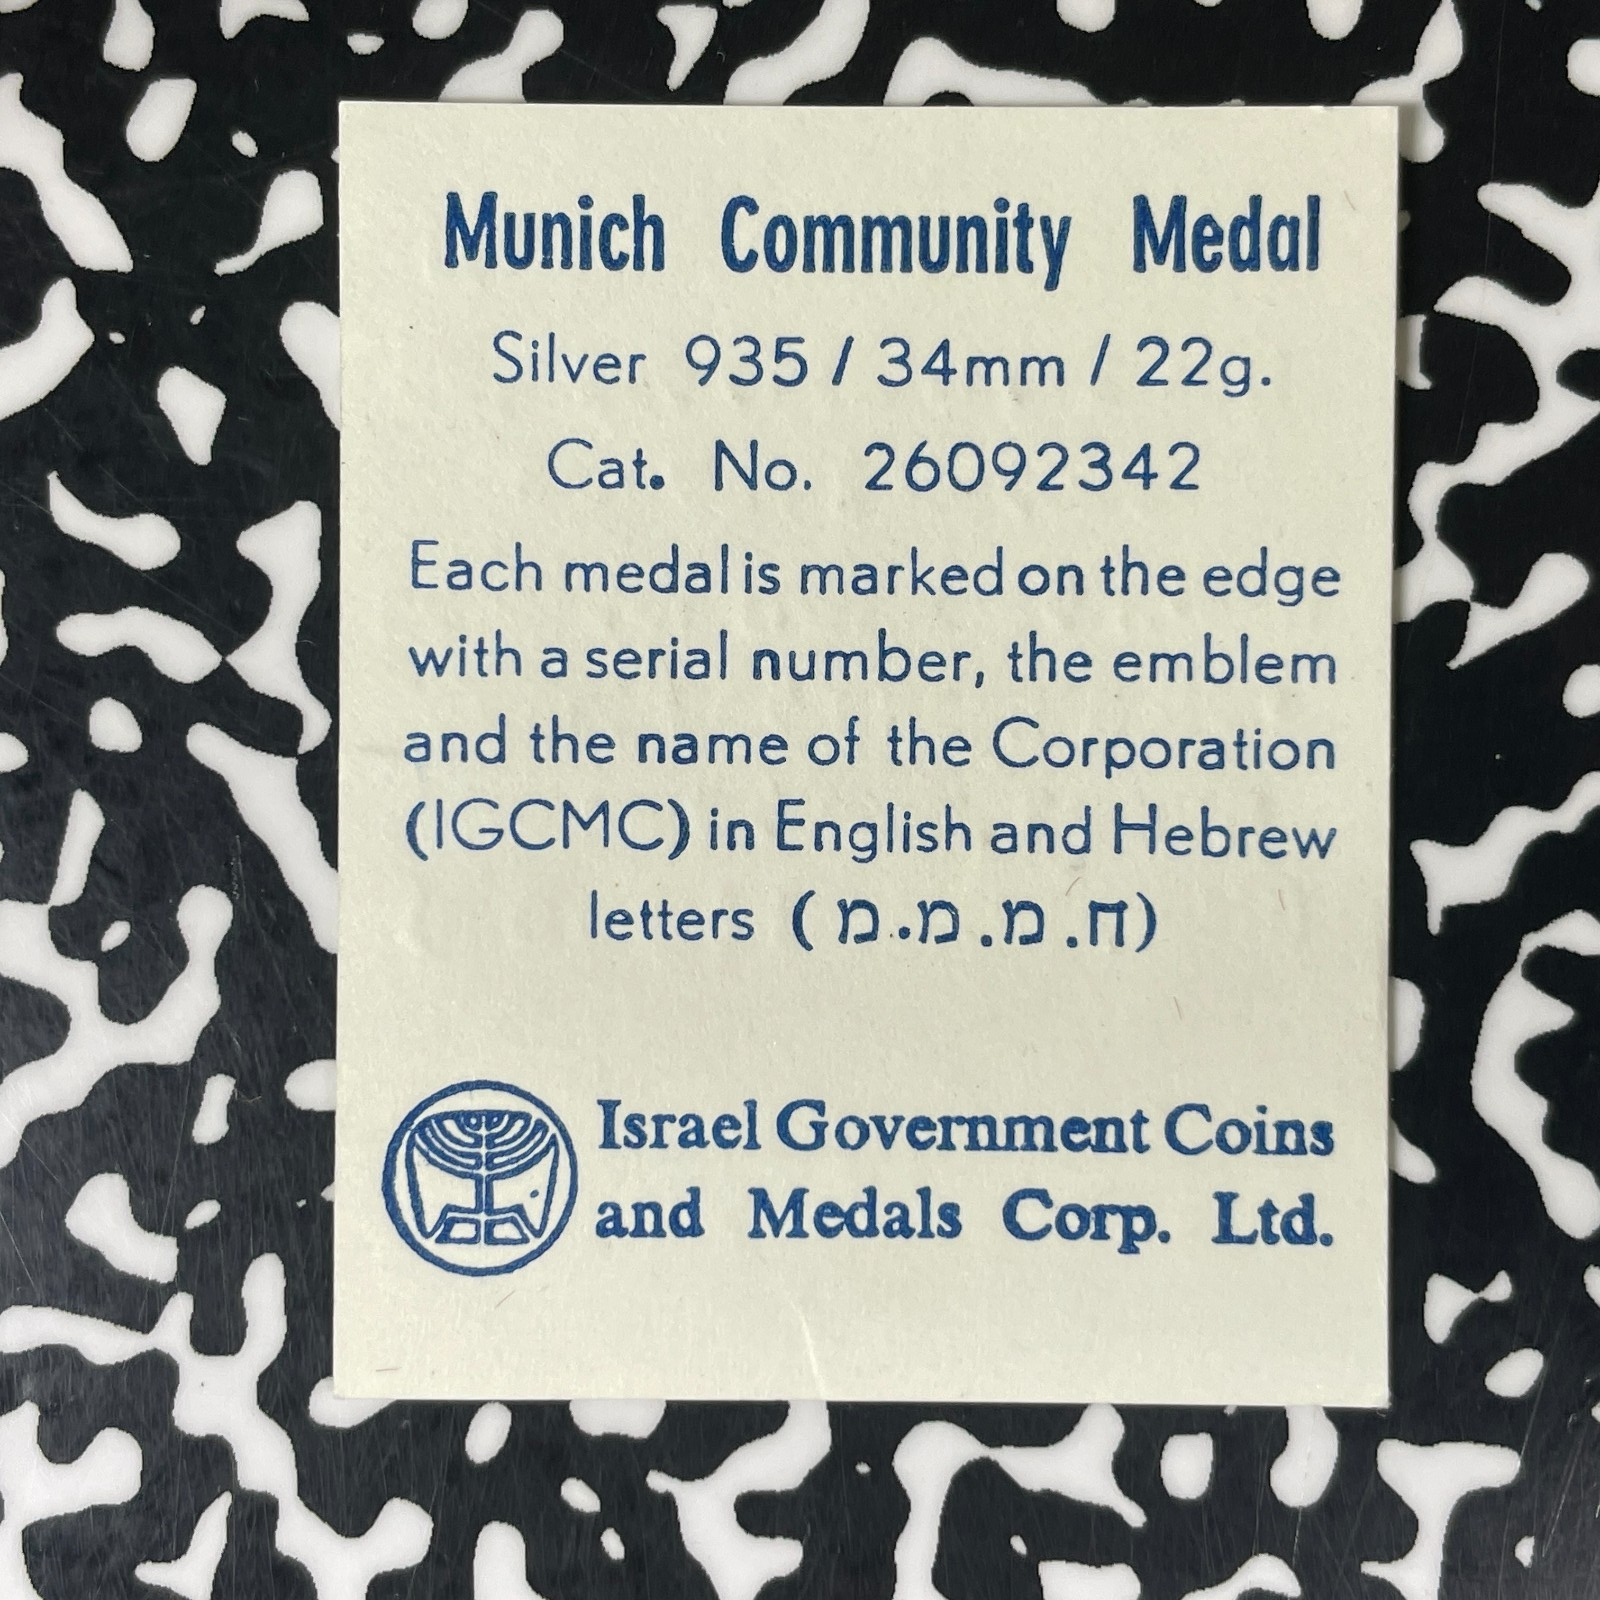 Munich Community Medal
Silver 935 / 34mm / 22g.
Cat. No. 26092342
Each medal is marked on the edge
with a serial number, the emblem
and the name of the Corporation
(IGCMC) in English and Hebrew
letters (ח.מ.מ.מ)
Israel Government Coins
and Medals Corp. Ltd.